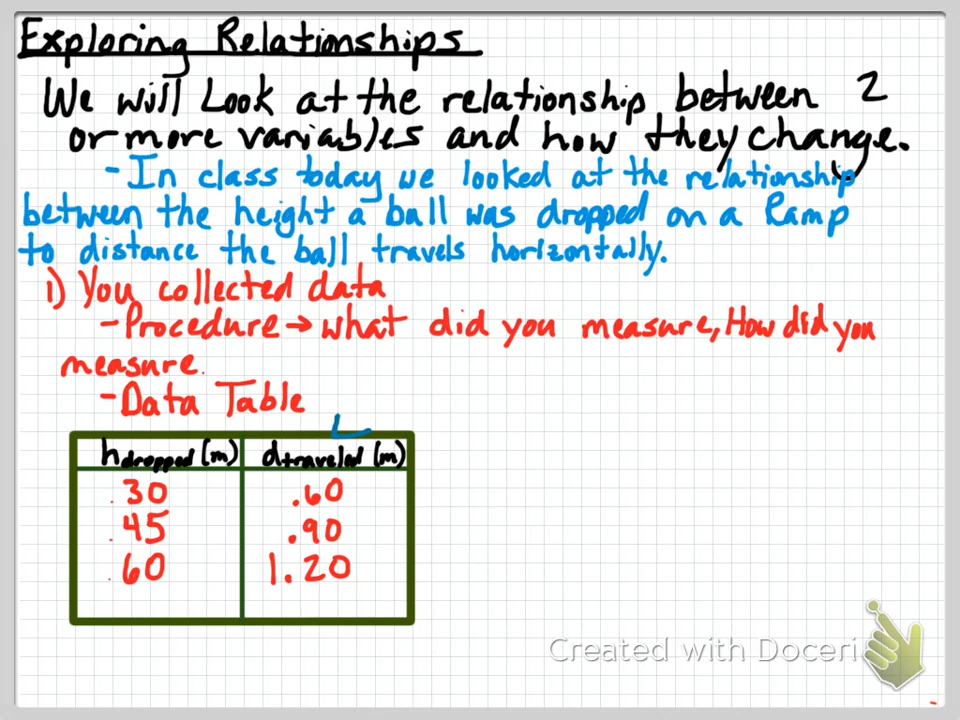 Exploring Relationships
We will Look at the relationship between 2
or more variables and how they change.
- In class today we looked at the relationship
between the height a ball was dropped on a Ramp
to distance the ball travels horizontally.
1) You collected data
- Procedure → what did you measure, How did you
measure.
- Data Table
hdropped (m) dtraveled (m)
.30 .60
.45 .90
.60 1.20
Created with Doceri